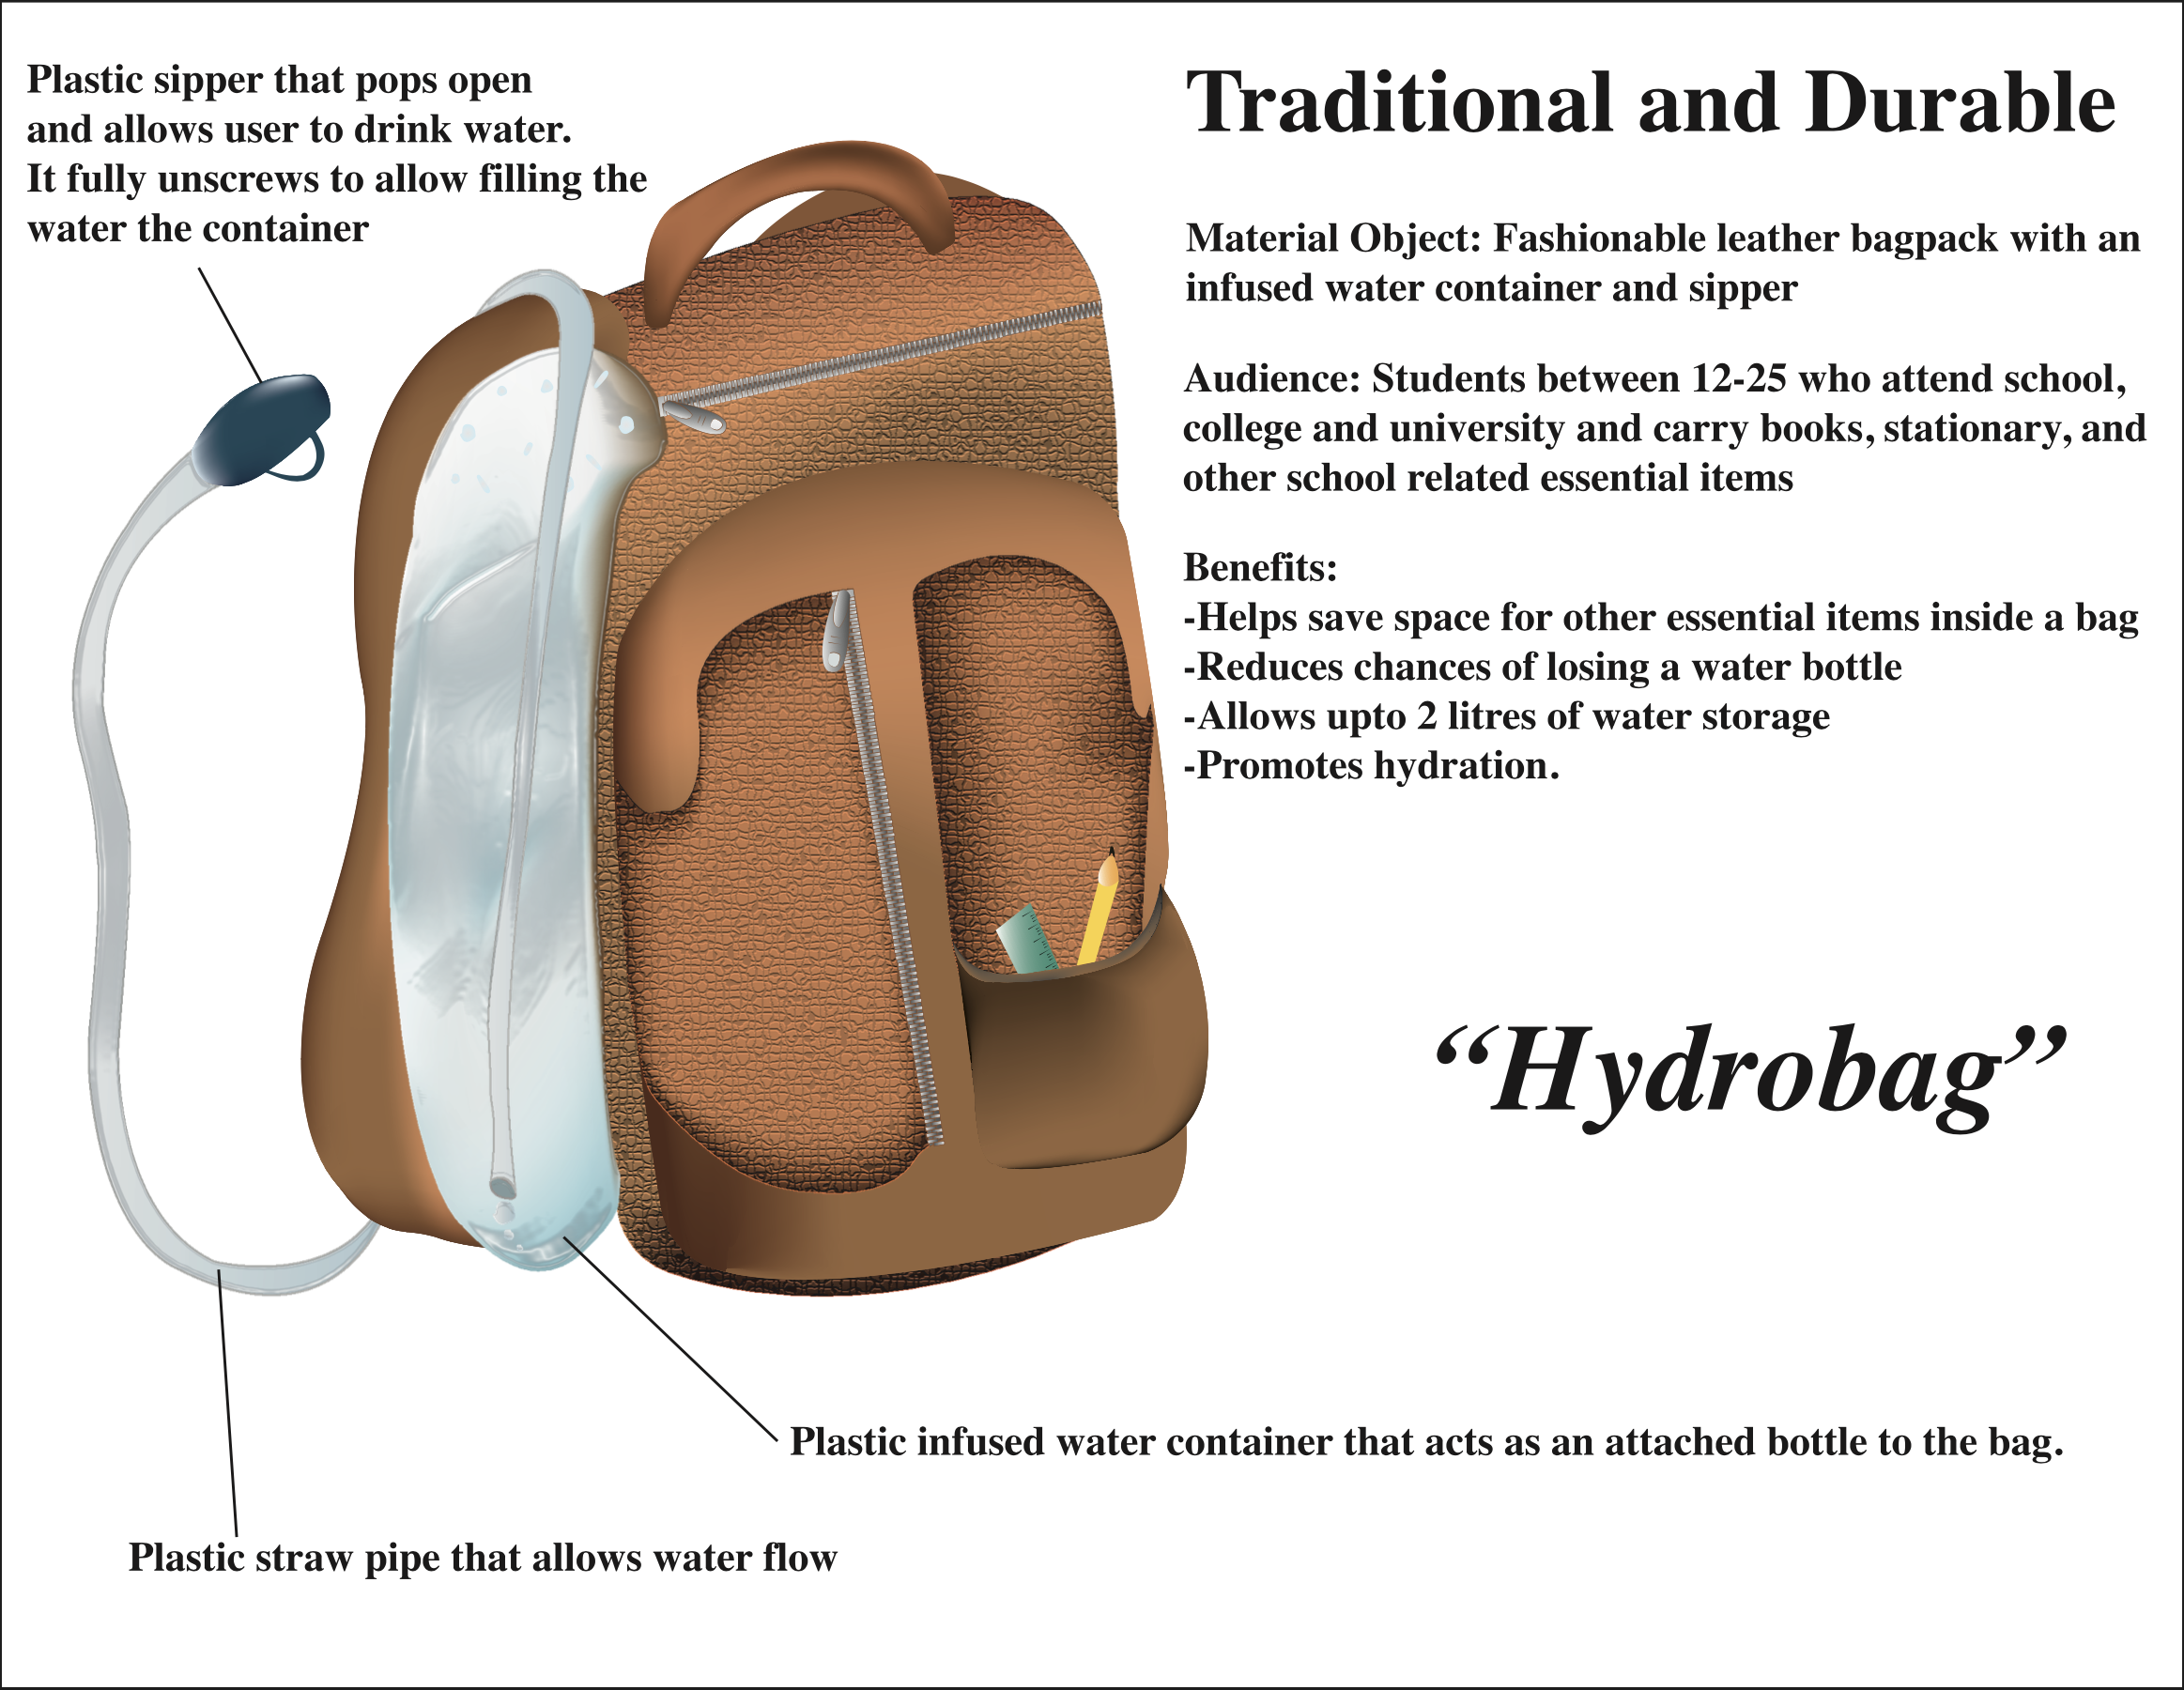 Plastic sipper that pops open
and allows user to drink water.
It fully unscrews to allow filling the
water the container
Traditional and Durable
Material Object: Fashionable leather bagpack with an
infused water container and sipper
Audience: Students between 12-25 who attend school,
college and university and carry books, stationary, and
other school related essential items
Benefits:
-Helps save space for other essential items inside a bag
-Reduces chances of losing a water bottle
-Allows upto 2 litres of water storage
-Promotes hydration.
“Hydrobag”
Plastic infused water container that acts as an attached bottle to the bag.
Plastic straw pipe that allows water flow